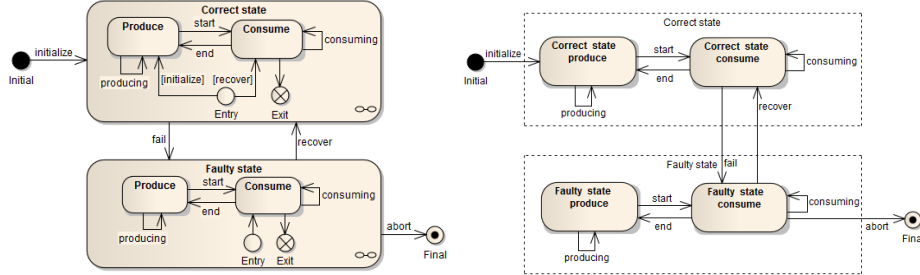 Correct state
Produce
start
Consume
end
consuming
initialize
Initial
producing
[initialize]
[recover]
Entry
Exit
fail
recover
Faulty state
Produce
start
Consume
end
consuming
producing
Entry
Exit
abort
Final
Correct state
initialize
Initial
Correct state
produce
start
Correct state
consume
end
consuming
producing
recover
Faulty state
fail
Faulty state
produce
start
Faulty state
consume
end
consuming
producing
abort
Final